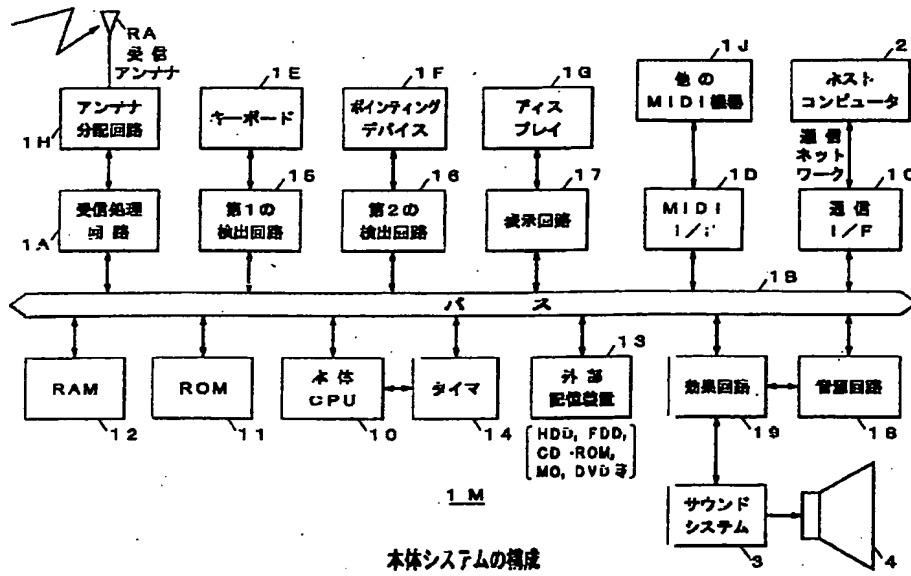 RA
受信
アンテナ
1H
アンテナ
分配回路
1E
キーボード
1F
ポインティング
デバイス
1G
ディス
プレイ
1J
他の
MIDI機器
2
ホスト
コンピュータ
通信
ネット
ワーク
1A
受信処理
回路
15
第1の
検出回路
16
第2の
検出回路
17
表示回路
1D
MIDI
I/F
1C
通信
I/F
1B
バス
RAM
12
ROM
11
本体
CPU
10
タイマ
14
13
外部
記憶装置
HDD, FDD,
CD-ROM,
MO, DVD等
効果回路
19
音源回路
18
1M
サウンド
システム
3
4
本体システムの構成